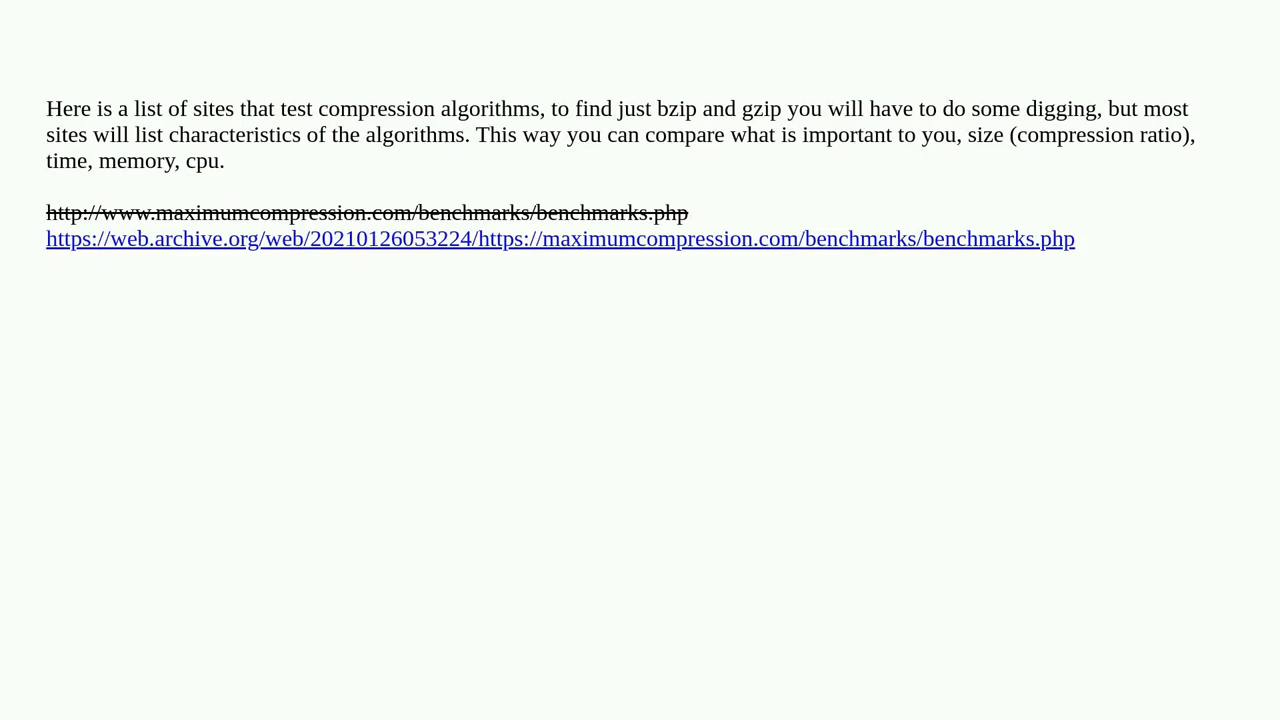 Here is a list of sites that test compression algorithms, to find just bzip and gzip you will have to do some digging, but most
sites will list characteristics of the algorithms. This way you can compare what is important to you, size (compression ratio),
time, memory, cpu.
http://www.maximumcompression.com/benchmarks/benchmarks.php
https://web.archive.org/web/20210126053224/https://maximumcompression.com/benchmarks/benchmarks.php